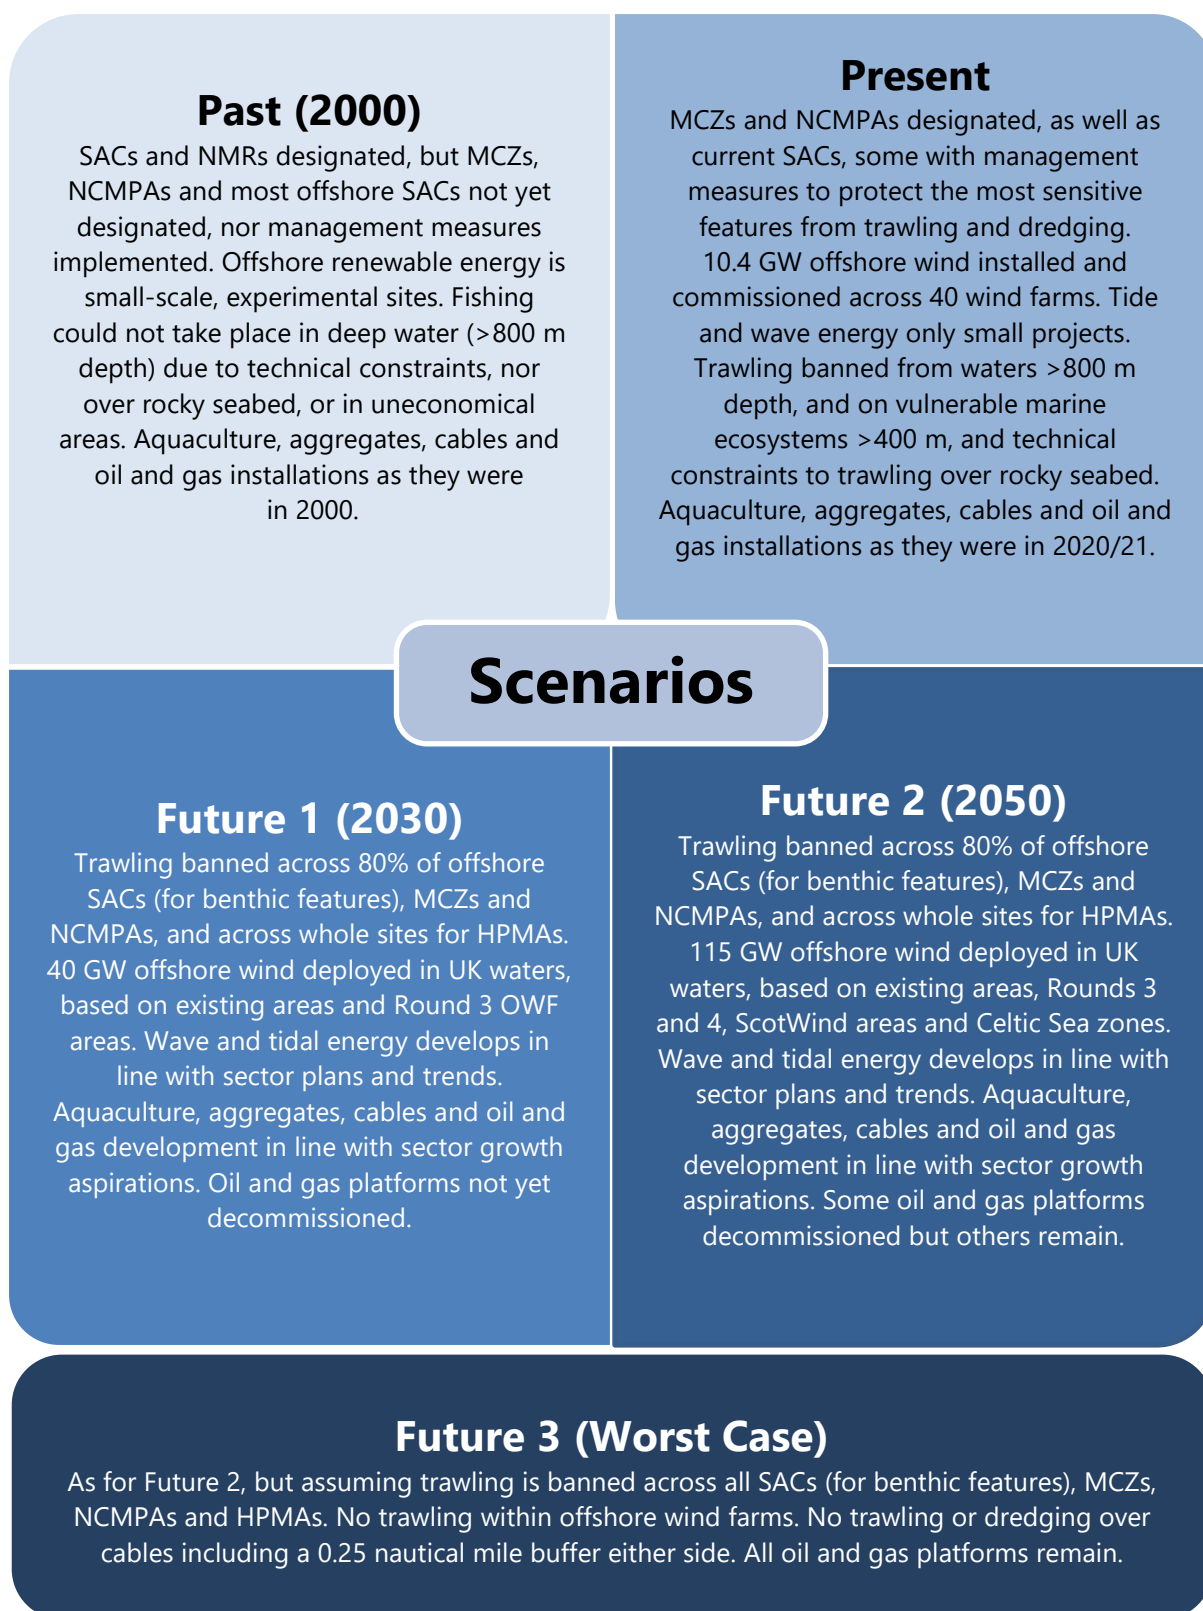 Past (2000)
SACs and NMRs designated, but MCZs,
NCMPAs and most offshore SACs not yet
designated, nor management measures
implemented. Offshore renewable energy is
small-scale, experimental sites. Fishing
could not take place in deep water (>800 m
depth) due to technical constraints, nor
over rocky seabed, or in uneconomical
areas. Aquaculture, aggregates, cables and
oil and gas installations as they were
in 2000.
Present
MCZs and NCMPAs designated, as well as
current SACs, some with management
measures to protect the most sensitive
features from trawling and dredging.
10.4 GW offshore wind installed and
commissioned across 40 wind farms. Tide
and wave energy only small projects.
Trawling banned from waters >800 m
depth, and on vulnerable marine
ecosystems >400 m, and technical
constraints to trawling over rocky seabed.
Aquaculture, aggregates, cables and oil and
gas installations as they were in 2020/21.
Scenarios
Future 1 (2030)
Trawling banned across 80% of offshore
SACs (for benthic features), MCZs and
NCMPAs, and across whole sites for HPMAs.
40 GW offshore wind deployed in UK waters,
based on existing areas and Round 3 OWF
areas. Wave and tidal energy develops in
line with sector plans and trends.
Aquaculture, aggregates, cables and oil and
gas development in line with sector growth
aspirations. Oil and gas platforms not yet
decommissioned.
Future 2 (2050)
Trawling banned across 80% of offshore
SACs (for benthic features), MCZs and
NCMPAs, and across whole sites for HPMAs.
115 GW offshore wind deployed in UK
waters, based on existing areas, Rounds 3
and 4, ScotWind areas and Celtic Sea zones.
Wave and tidal energy develops in line with
sector plans and trends. Aquaculture,
aggregates, cables and oil and gas
development in line with sector growth
aspirations. Some oil and gas platforms
decommissioned but others remain.
Future 3 (Worst Case)
As for Future 2, but assuming trawling is banned across all SACs (for benthic features), MCZs,
NCMPAs and HPMAs. No trawling within offshore wind farms. No trawling or dredging over
cables including a 0.25 nautical mile buffer either side. All oil and gas platforms remain.